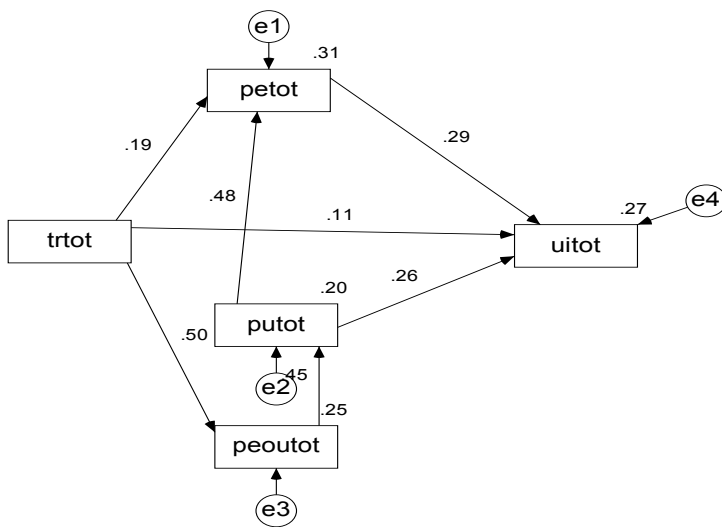 e1
.31
petot
.19
.29
.48
e4
.27
.11
trtot
uitot
.20
.26
putot
.50
.45
e2
.25
peoutot
e3